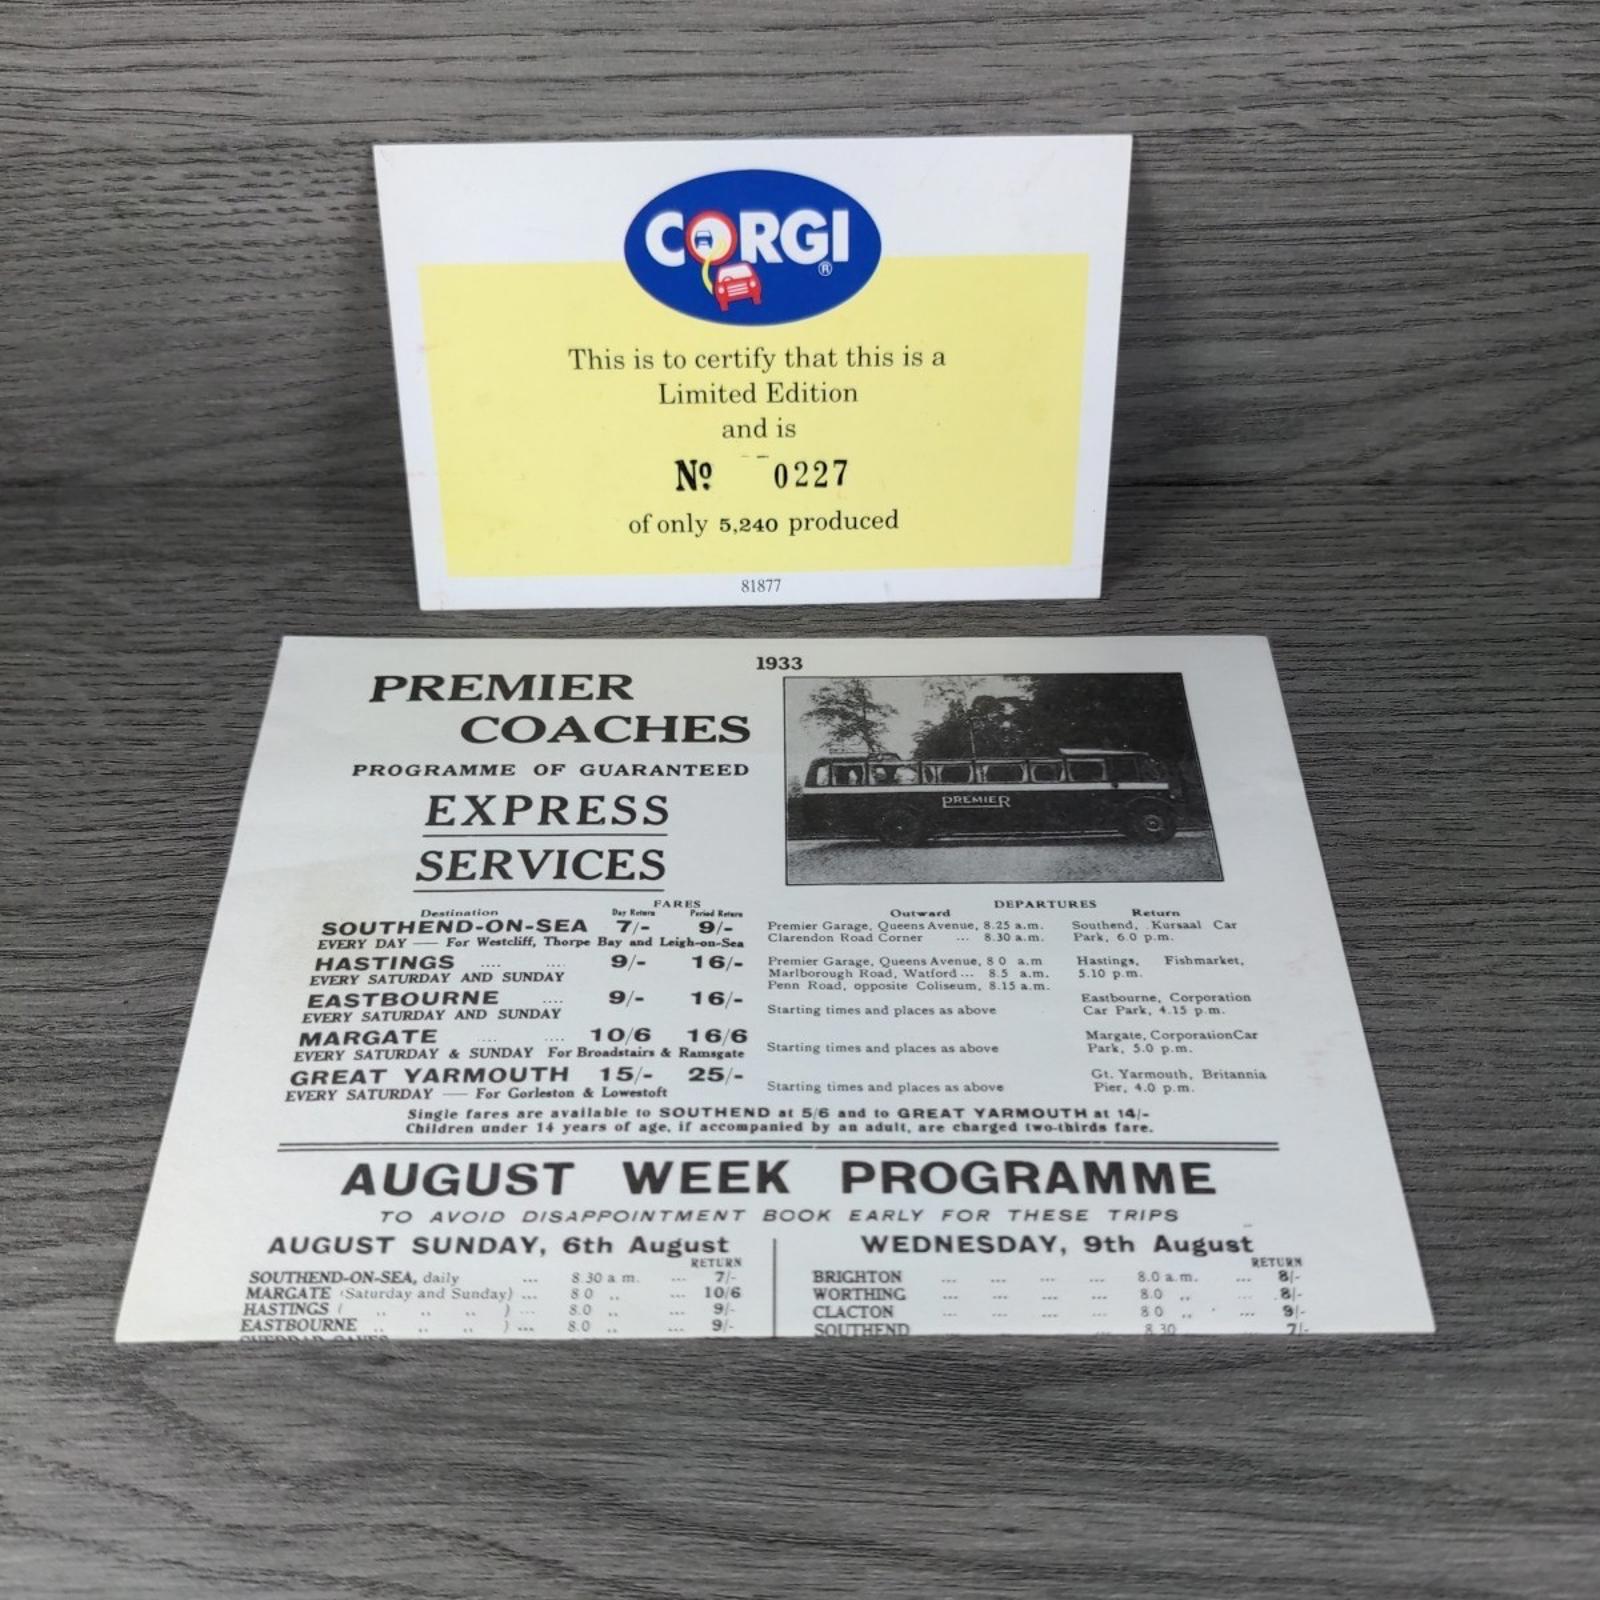 CORGI ®
This is to certify that this is a
Limited Edition
and is
Nº 0227
of only 5,240 produced
81877
1933
PREMIER
COACHES
PROGRAMME OF GUARANTEED
EXPRESS
SERVICES
PREMIER
FARES DEPARTURES
Destination Day Return Period Return Outward Return
SOUTHEND-ON-SEA 7/- 9/- Premier Garage, Queens Avenue, 8.25 a.m. Southend, Kursaal Car
EVERY DAY — For Westcliff, Thorpe Bay and Leigh-on-Sea Clarendon Road Corner ... 8.30 a.m. Park, 6.0 p.m.
HASTINGS .... .... 9/- 16/- Premier Garage, Queens Avenue, 8 0 a.m Hastings, Fishmarket,
EVERY SATURDAY AND SUNDAY Marlborough Road, Watford ... 8.5 a.m. 5.10 p.m.
Penn Road, opposite Coliseum, 8.15 a.m.
EASTBOURNE .... 9/- 16/- Eastbourne, Corporation
EVERY SATURDAY AND SUNDAY Starting times and places as above Car Park, 4.15 p.m.
MARGATE .... .... 10/6 16/6 Margate, CorporationCar
EVERY SATURDAY & SUNDAY For Broadstairs & Ramsgate Starting times and places as above Park, 5.0 p.m.
GREAT YARMOUTH 15/- 25/- Gt. Yarmouth, Britannia
EVERY SATURDAY — For Gorleston & Lowestoft Starting times and places as above Pier, 4.0 p.m.
Single fares are available to SOUTHEND at 5/6 and to GREAT YARMOUTH at 14/-
Children under 14 years of age, if accompanied by an adult, are charged two-thirds fare.
AUGUST WEEK PROGRAMME
TO AVOID DISAPPOINTMENT BOOK EARLY FOR THESE TRIPS
AUGUST SUNDAY, 6th August
RETURN
SOUTHEND-ON-SEA, daily ... 8.30 a m. ... 7/-
MARGATE (Saturday and Sunday) ... 8 0 ,, ... 10/6
HASTINGS ( ,, ,, ,, ) ... 8.0 ,, ... 9/-
EASTBOURNE ,, ,, ,, ) ... 8.0 ,, ... 9/-
WEDNESDAY, 9th August
RETURN
BRIGHTON ... ... ... ... 8.0 a.m. ... 8/-
WORTHING ... ... ... ... 8.0 ,, ... 8/-
CLACTON ... ... ... ... 8 0 ,, ... 9/-
SOUTHEND ... 8.30 7/-